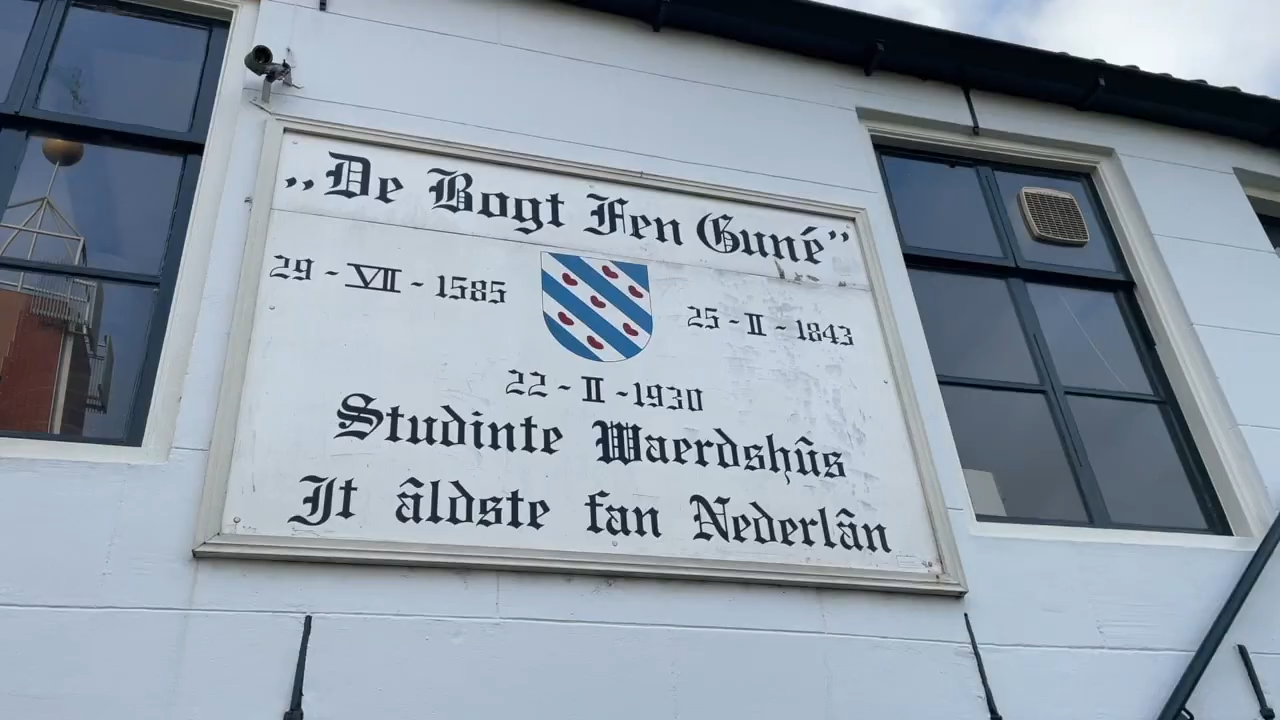 „De Bogt Fen Guné”
29 - VII - 1585
25 - II - 1843
22 - II - 1930
Studinte Waerdshûs
It âldste fan Nederlân